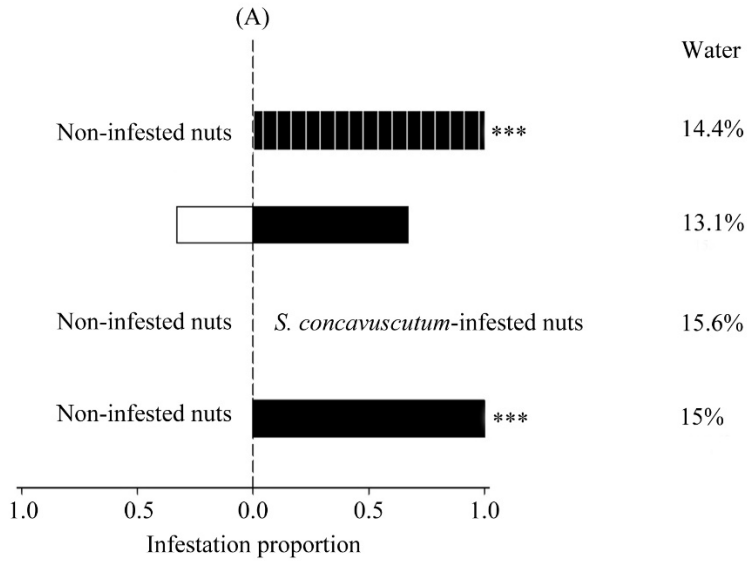 (A)
Water
Non-infested nuts *** 14.4%
13.1%
Non-infested nuts S. concavuscutum-infested nuts 15.6%
Non-infested nuts *** 15%
1.0 0.5 0.0 0.5 1.0
Infestation proportion